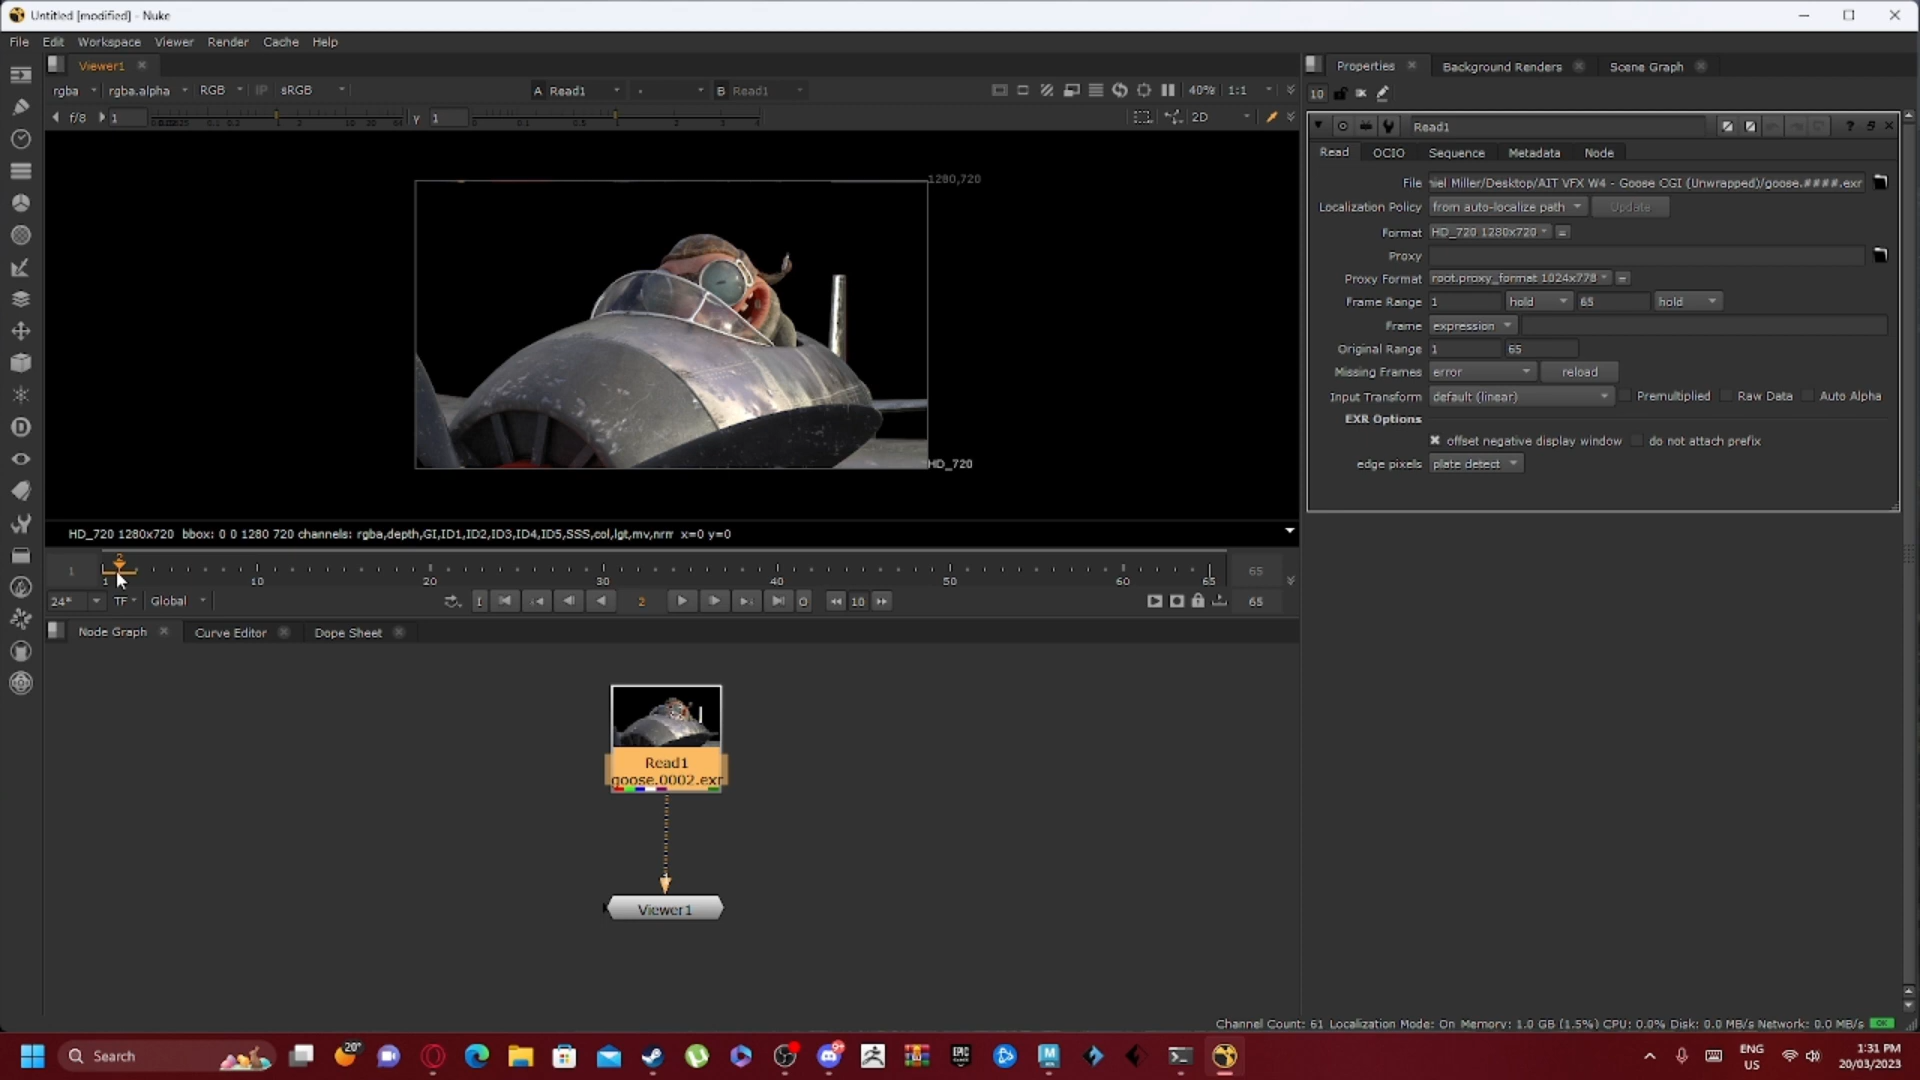 Untitled [modified] - Nuke
File Edit Workspace Viewer Render Cache Help
Viewer1
Properties Background Renders Scene Graph
rgba rgba.alpha RGB IP sRGB A Read1 - B Read1 40% 1:1
10
f/8 1 y 1 2D
Read1
Read OCIO Sequence Metadata Node
1280,720
File iel Miller/Desktop/AIT VFX W4 - Goose CGI (Unwrapped)/goose.####.exr
Localization Policy from auto-localize path Update
Format HD_720 1280x720 =
Proxy
Proxy Format root.proxy_format 1024x778 =
Frame Range 1 hold 65 hold
Frame expression
Original Range 1 65
Missing Frames error reload
Input Transform default (linear) Premultiplied Raw Data Auto Alpha
EXR Options
offset negative display window do not attach prefix
edge pixels plate detect
HD_720
HD_720 1280x720 bbox: 0 0 1280 720 channels: rgba,depth,GI,ID1,ID2,ID3,ID4,ID5,SSS,col,lgt,mv,nrm x=0 y=0
2
1 65
1 10 20 30 40 50 60 65
24* TF Global I 2 O 10 65
Node Graph Curve Editor Dope Sheet
Read1
goose.0002.exr
Viewer1
Channel Count: 61 Localization Mode: On Memory: 1.0 GB (1.5%) CPU: 0.0% Disk: 0.0 MB/s Network: 0.0 MB/s OK
Search
20°
ENG
US
1:31 PM
20/03/2023